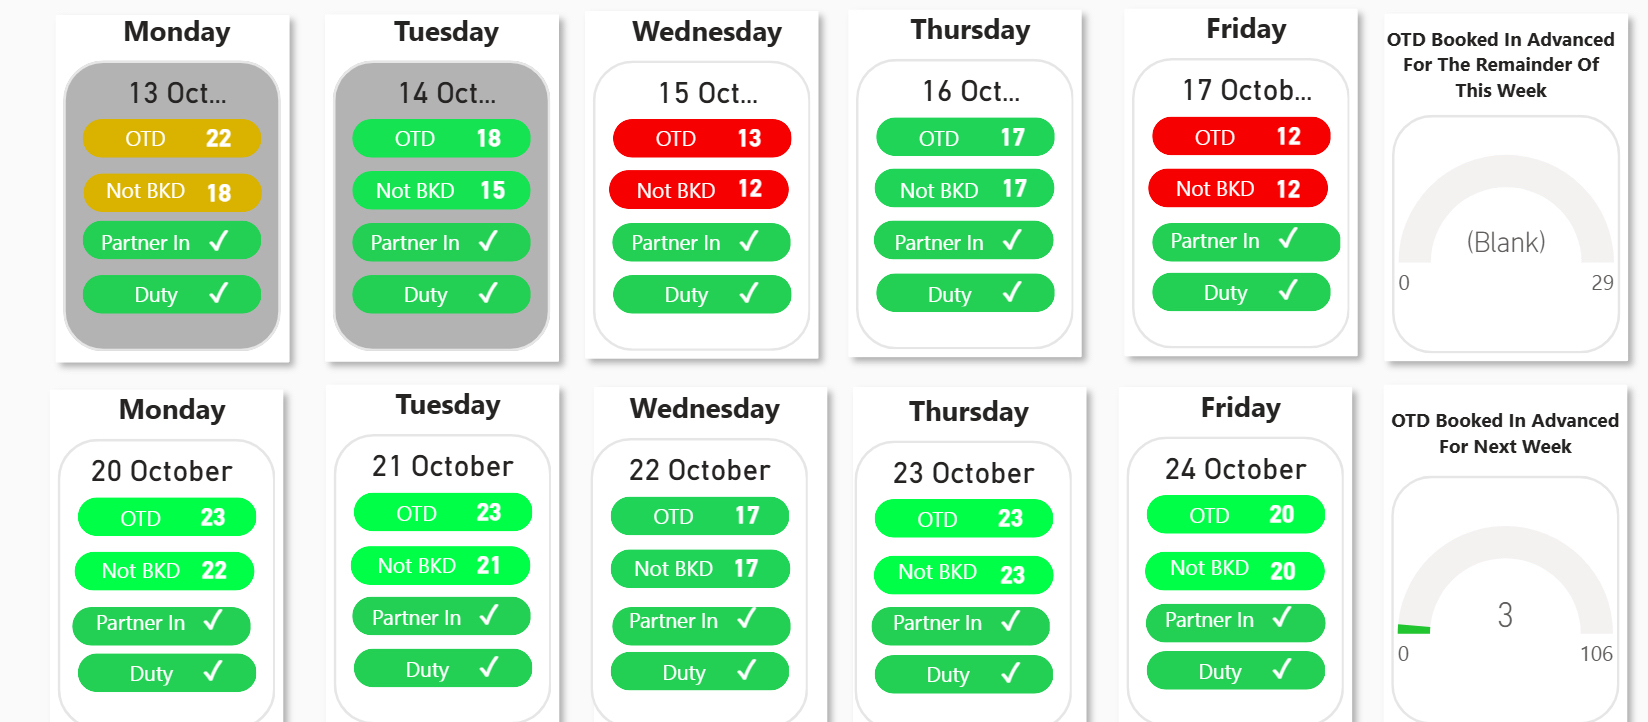 Monday
13 Oct...
OTD 22
Not BKD 18
Partner In ✓
Duty ✓
Tuesday
14 Oct...
OTD 18
Not BKD 15
Partner In ✓
Duty ✓
Wednesday
15 Oct...
OTD 13
Not BKD 12
Partner In ✓
Duty ✓
Thursday
16 Oct...
OTD 17
Not BKD 17
Partner In ✓
Duty ✓
Friday
17 Octob...
OTD 12
Not BKD 12
Partner In ✓
Duty ✓
OTD Booked In Advanced
For The Remainder Of
This Week
(Blank)
0 29
Monday
20 October
OTD 23
Not BKD 22
Partner In ✓
Duty ✓
Tuesday
21 October
OTD 23
Not BKD 21
Partner In ✓
Duty ✓
Wednesday
22 October
OTD 17
Not BKD 17
Partner In ✓
Duty ✓
Thursday
23 October
OTD 23
Not BKD 23
Partner In ✓
Duty ✓
Friday
24 October
OTD 20
Not BKD 20
Partner In ✓
Duty ✓
OTD Booked In Advanced
For Next Week
3
0 106